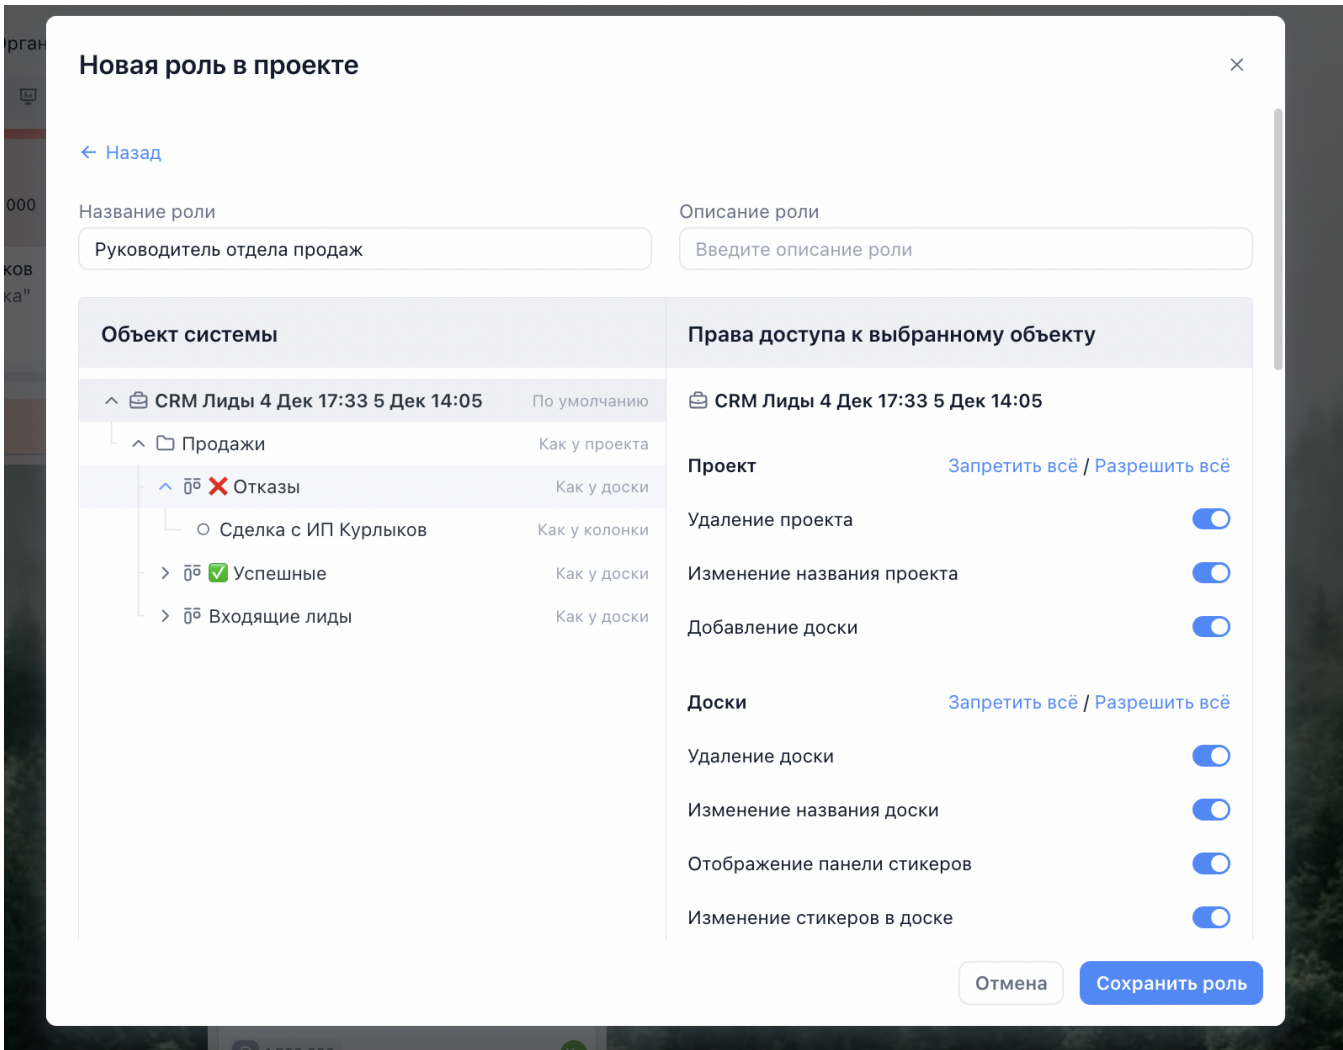 Новая роль в проекте
Назад
Название роли
Описание роли
Руководитель отдела продаж
Введите описание роли
Объект системы
Права доступа к выбранному объекту
CRM Лиды 4 Дек 17:33 5 Дек 14:05 По умолчанию
CRM Лиды 4 Дек 17:33 5 Дек 14:05
Продажи Как у проекта
Проект Запретить всё / Разрешить всё
Отказы Как у доски
Удаление проекта
Сделка с ИП Курлыков Как у колонки
Изменение названия проекта
Успешные Как у доски
Добавление доски
Входящие лиды Как у доски
Доски Запретить всё / Разрешить всё
Удаление доски
Изменение названия доски
Отображение панели стикеров
Изменение стикеров в доске
Отмена
Сохранить роль